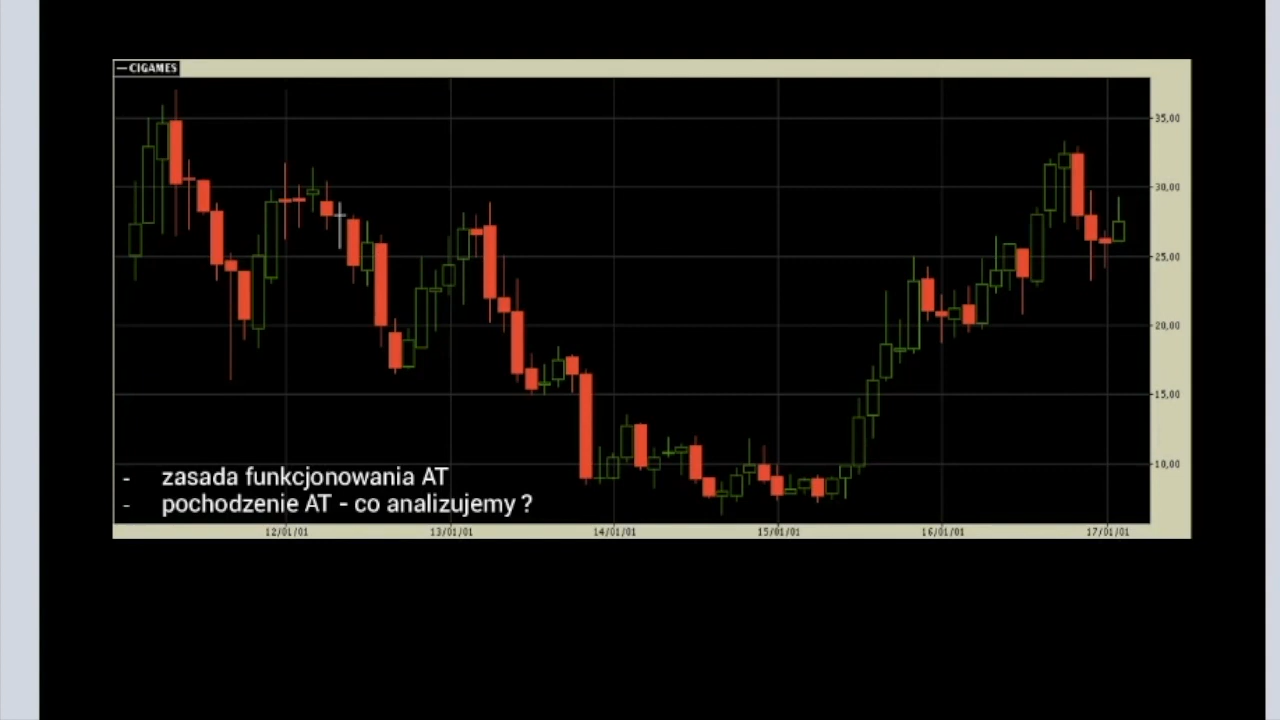 CIGAMES
35,00
30,00
25,00
20,00
15,00
10,00
- zasada funkcjonowania AT
- pochodzenie AT - co analizujemy ?
12/01/01 13/01/01 14/01/01 15/01/01 16/01/01 17/01/01